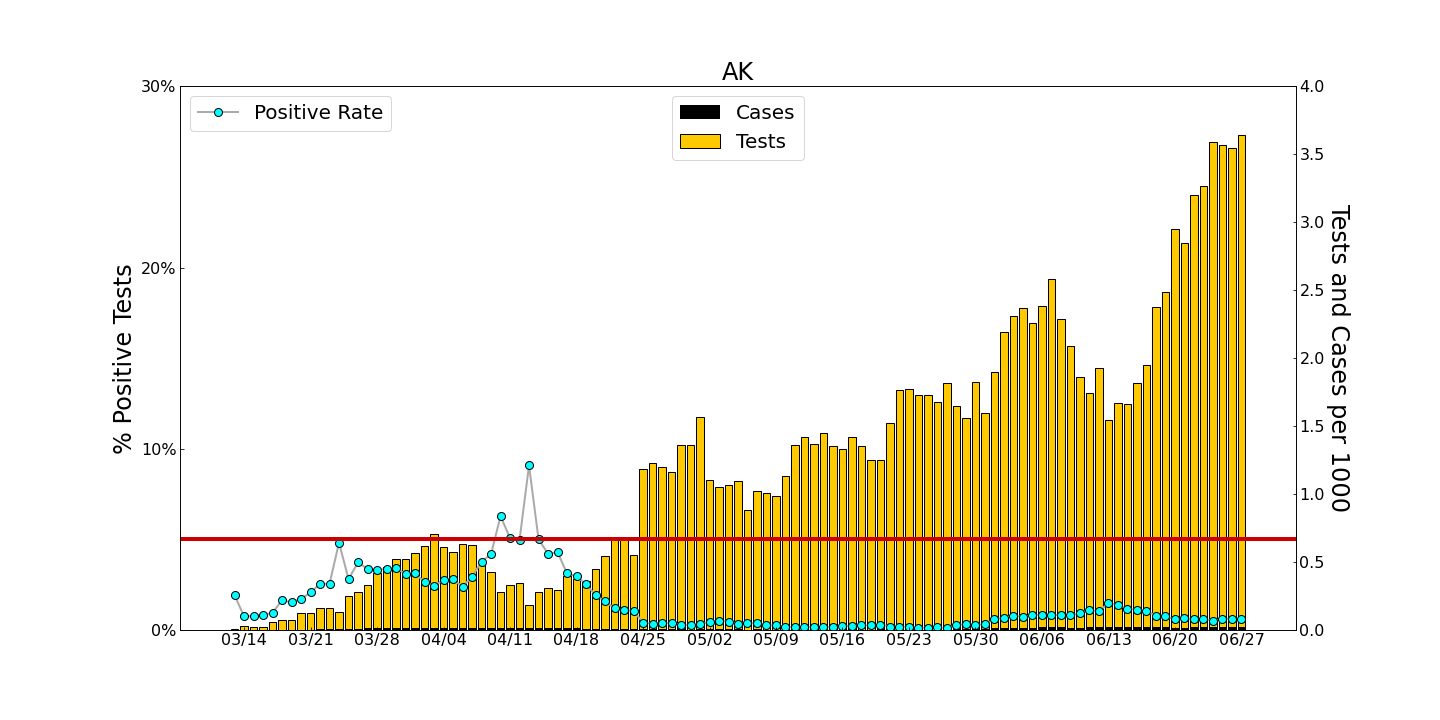 AK
Positive Rate
Cases
Tests
30%
20%
10%
0%
% Positive Tests
4.0
3.5
3.0
2.5
2.0
1.5
1.0
0.5
0.0
Tests and Cases per 1000
03/14 03/21 03/28 04/04 04/11 04/18 04/25 05/02 05/09 05/16 05/23 05/30 06/06 06/13 06/20 06/27